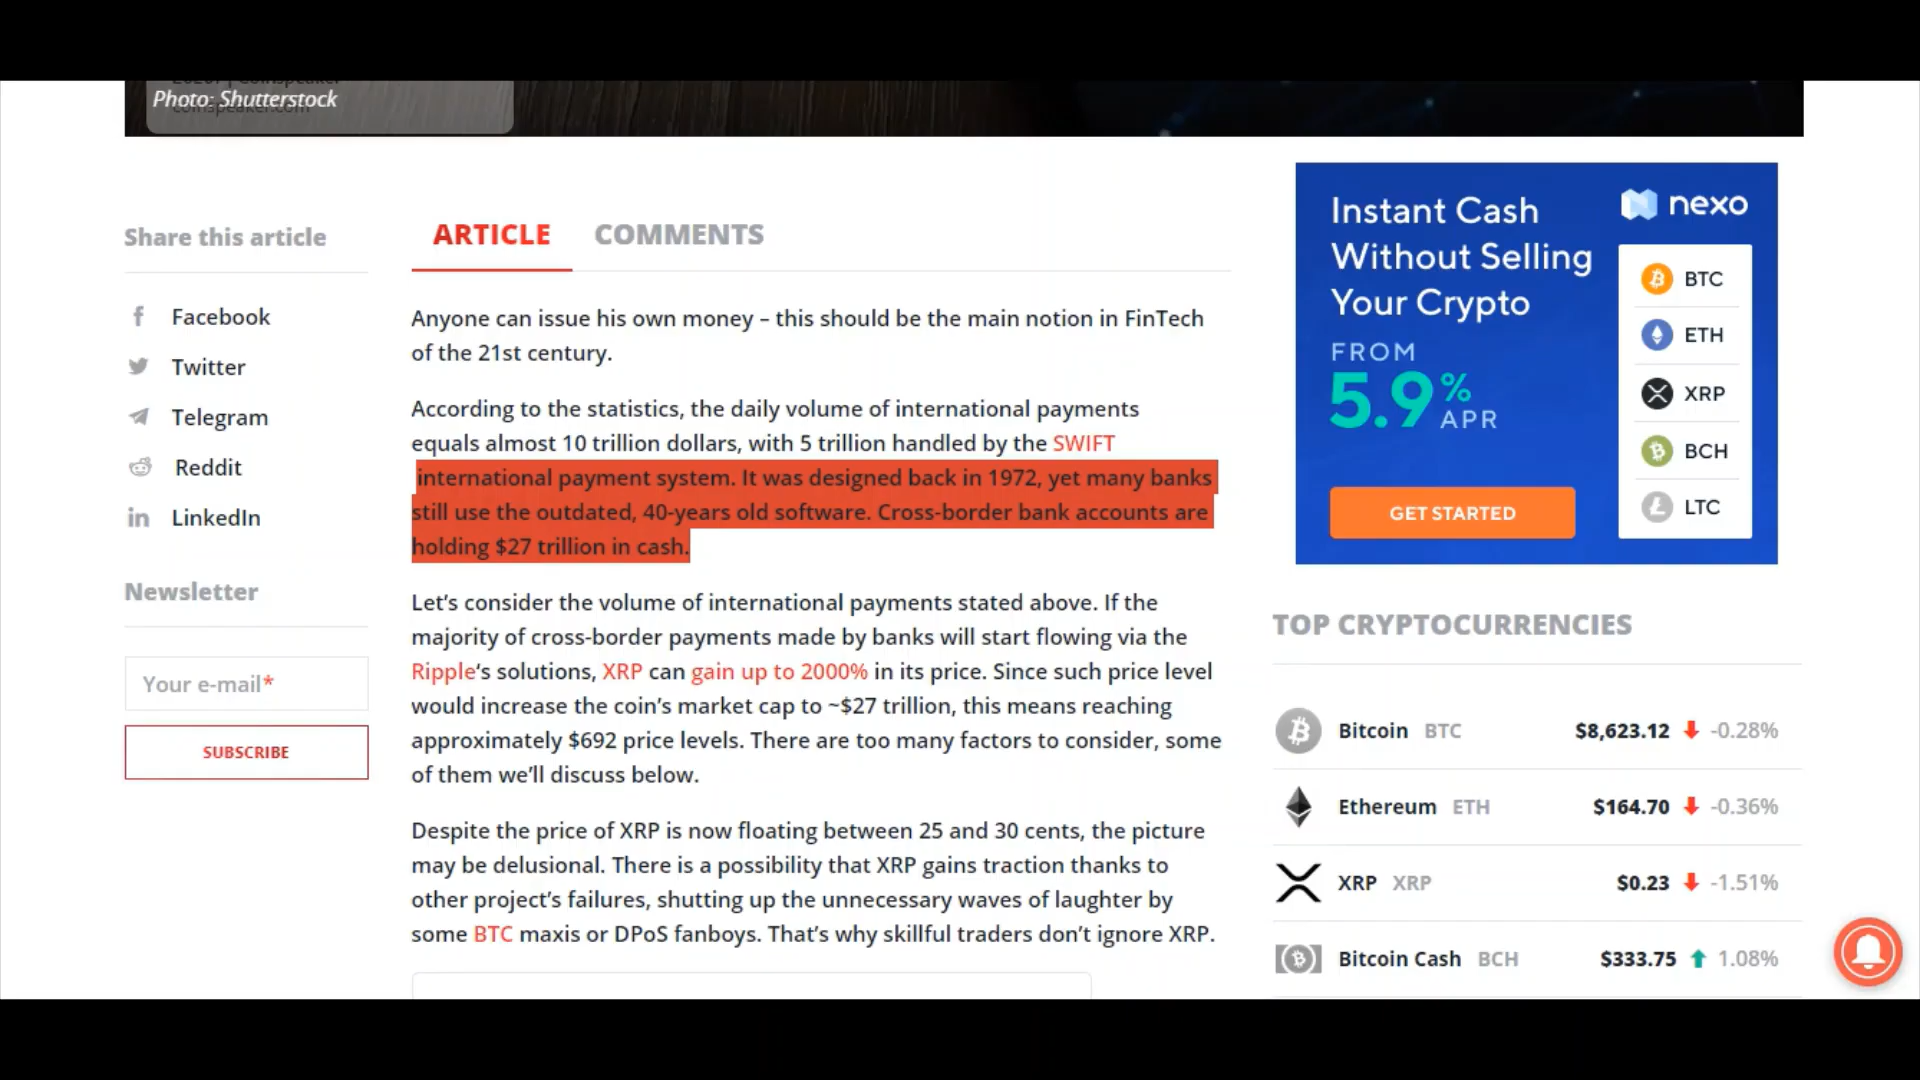 Photo: Shutterstock
coinspeaker.com
Share this article
Facebook
Twitter
Telegram
Reddit
LinkedIn
Newsletter
Your e-mail*
SUBSCRIBE
ARTICLE COMMENTS
Anyone can issue his own money – this should be the main notion in FinTech
of the 21st century.
According to the statistics, the daily volume of international payments
equals almost 10 trillion dollars, with 5 trillion handled by the SWIFT
international payment system. It was designed back in 1972, yet many banks
still use the outdated, 40-years old software. Cross-border bank accounts are
holding $27 trillion in cash.
Let’s consider the volume of international payments stated above. If the
majority of cross-border payments made by banks will start flowing via the
Ripple‘s solutions, XRP can gain up to 2000% in its price. Since such price level
would increase the coin’s market cap to ~$27 trillion, this means reaching
approximately $692 price levels. There are too many factors to consider, some
of them we’ll discuss below.
Despite the price of XRP is now floating between 25 and 30 cents, the picture
may be delusional. There is a possibility that XRP gains traction thanks to
other project’s failures, shutting up the unnecessary waves of laughter by
some BTC maxis or DPoS fanboys. That’s why skillful traders don’t ignore XRP.
Instant Cash
Without Selling
Your Crypto
FROM
5.9% APR
GET STARTED
nexo
BTC
ETH
XRP
BCH
LTC
TOP CRYPTOCURRENCIES
Bitcoin BTC $8,623.12 -0.28%
Ethereum ETH $164.70 -0.36%
XRP XRP $0.23 -1.51%
Bitcoin Cash BCH $333.75 1.08%